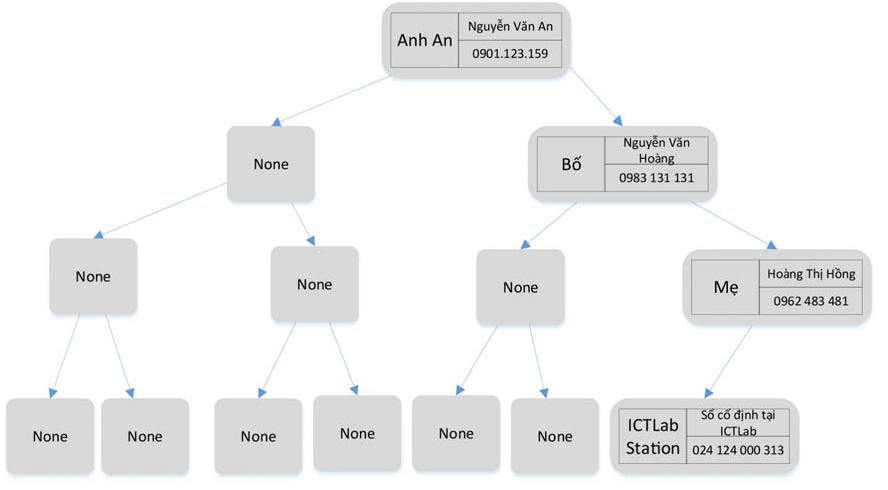 Anh An
Nguyễn Văn An
0901.123.159
None
Bố
Nguyễn Văn
Hoàng
0983 131 131
None
None
None
Mẹ
Hoàng Thị Hồng
0962 483 481
None
None
None
None
None
None
ICTLab
Station
Số cố định tại
ICTLab
024 124 000 313